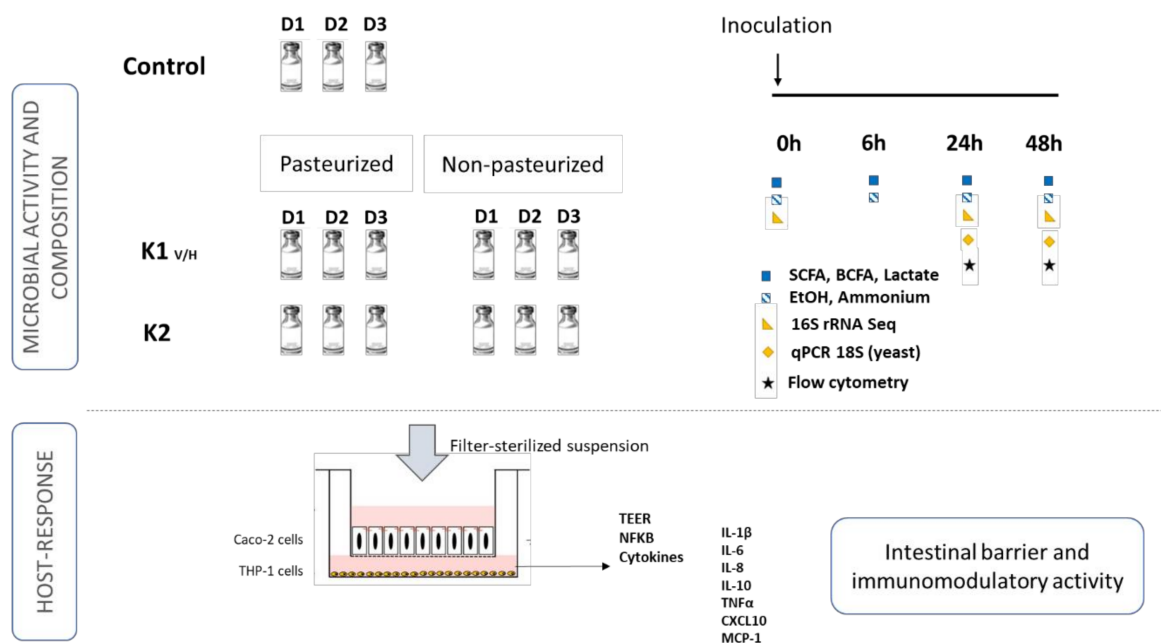 MICROBIAL ACTIVITY AND
COMPOSITION
Control
D1 D2 D3
Pasteurized
Non-pasteurized
D1 D2 D3
D1 D2 D3
K1 V/H
K2
Inoculation
0h 6h 24h 48h
SCFA, BCFA, Lactate
EtOH, Ammonium
16S rRNA Seq
qPCR 18S (yeast)
Flow cytometry
HOST-RESPONSE
Filter-sterilized suspension
Caco-2 cells
THP-1 cells
TEER
NFKB
Cytokines
IL-1β
IL-6
IL-8
IL-10
TNFα
CXCL10
MCP-1
Intestinal barrier and
immunomodulatory activity